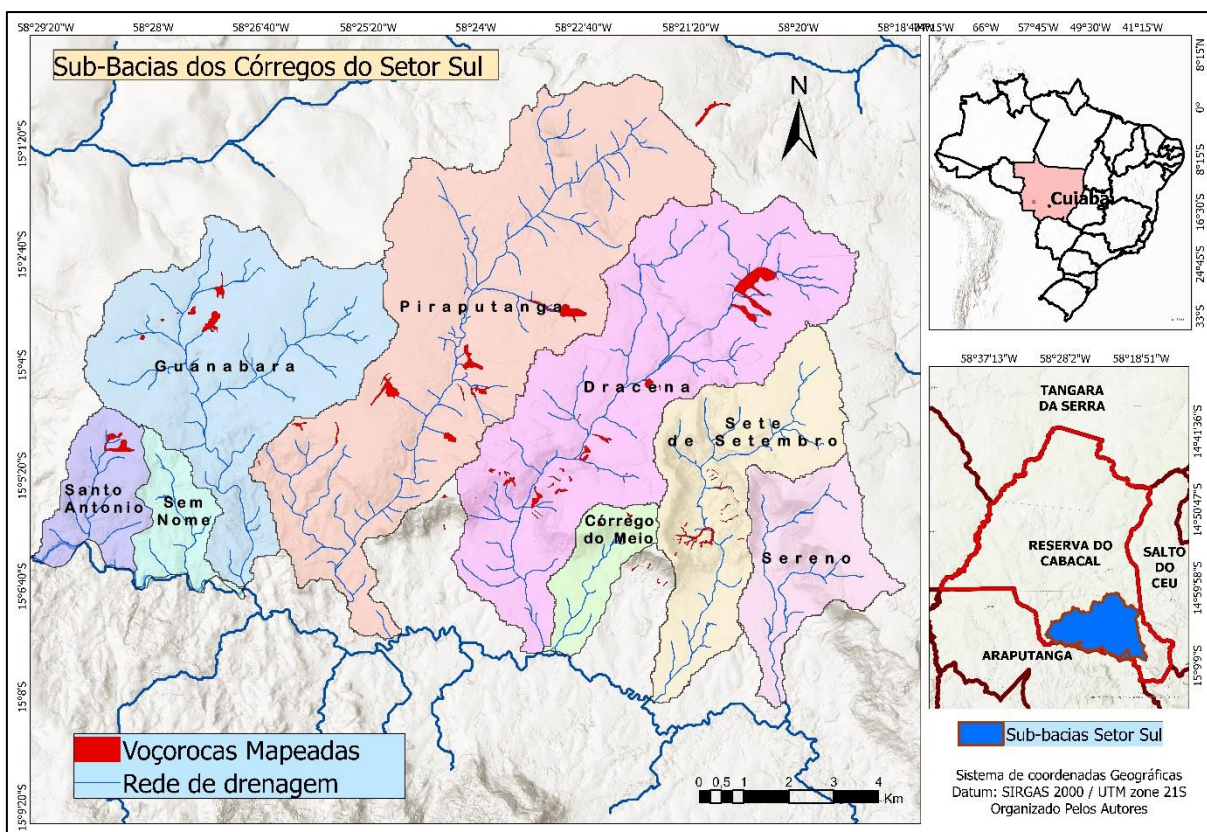 58°29'20"W 58°28'W 58°26'40"W 58°25'20"W 58°24'W 58°22'40"W 58°21'20"W 58°20'W
66°W 57°45'W 49°30'W 41°15'W
Sub-Bacias dos Córregos do Setor Sul
N
15°1'20"S
15°2'40"S
15°4'S
15°5'20"S
15°6'40"S
15°8'S
15°9'20"S
Piraputanga
Guanabara
Dracena
Sete
de Setembro
Santo
Antonio
Sem
Nome
Córrego
do Meio
Sereno
Voçorocas Mapeadas
Rede de drenagem
0 0,5 1 2 3 4
Km
Cuiabá
8°15'N
0°
8°15'S
16°30'S
24°45'S
33°S
58°37'13"W 58°28'2"W 58°18'51"W
TANGARA
DA SERRA
RESERVA DO
CABACAL
SALTO
DO
CEU
ARAPUTANGA
14°41'36"S
14°50'47"S
14°59'58"S
15°9'9"S
Sub-bacias Setor Sul
Sistema de coordenadas Geográficas
Datum: SIRGAS 2000 / UTM zone 21S
Organizado Pelos Autores